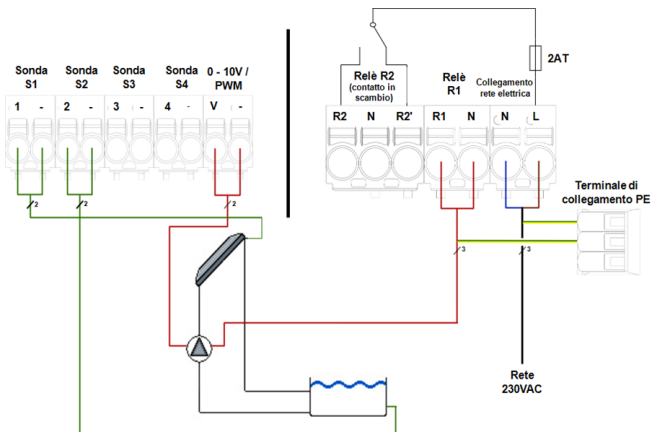 Sonda S1
Sonda S2
Sonda S3
Sonda S4
0 - 10V / PWM
1 -
2 -
3 -
4 -
V -
2
2
2
Relè R2
(contatto in
scambio)
Relè
R1
Collegamento
rete elettrica
2AT
R2 N R2'
R1 N
N L
Terminale di
collegamento PE
3
3
Rete
230VAC